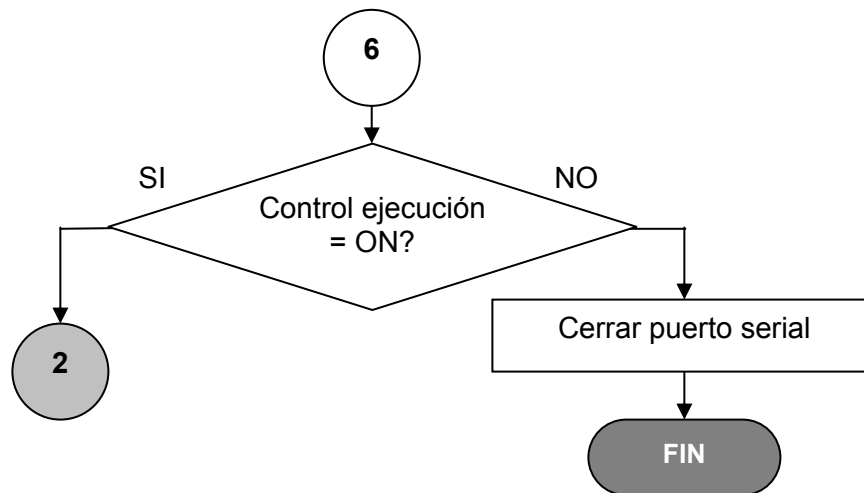 6
SI
NO
Control ejecución
= ON?
Cerrar puerto serial
2
FIN